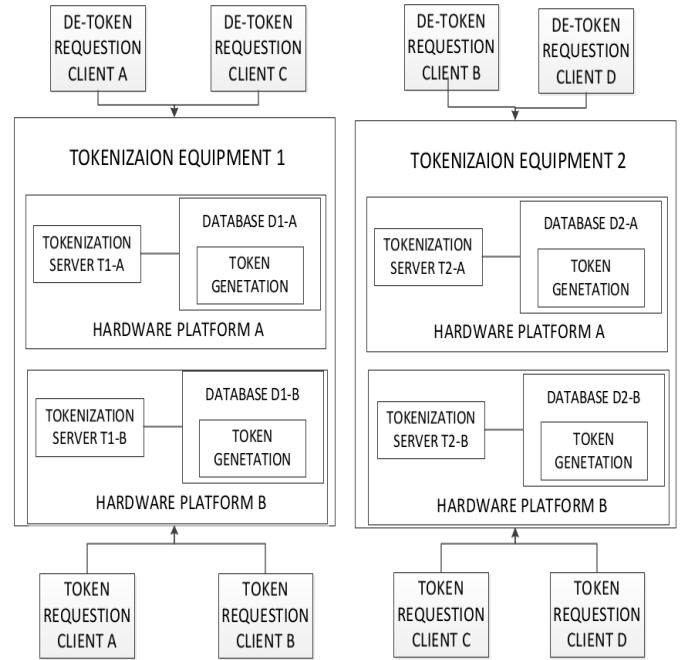 DE-TOKEN
REQUESTION
CLIENT A
DE-TOKEN
REQUESTION
CLIENT C
DE-TOKEN
REQUESTION
CLIENT B
DE-TOKEN
REQUESTION
CLIENT D
TOKENIZAION EQUIPMENT 1
TOKENIZATION
SERVER T1-A
DATABASE D1-A
TOKEN
GENETATION
HARDWARE PLATFORM A
TOKENIZATION
SERVER T1-B
DATABASE D1-B
TOKEN
GENETATION
HARDWARE PLATFORM B
TOKENIZAION EQUIPMENT 2
TOKENIZATION
SERVER T2-A
DATABASE D2-A
TOKEN
GENETATION
HARDWARE PLATFORM A
TOKENIZATION
SERVER T2-B
DATABASE D2-B
TOKEN
GENETATION
HARDWARE PLATFORM B
TOKEN
REQUESTION
CLIENT A
TOKEN
REQUESTION
CLIENT B
TOKEN
REQUESTION
CLIENT C
TOKEN
REQUESTION
CLIENT D